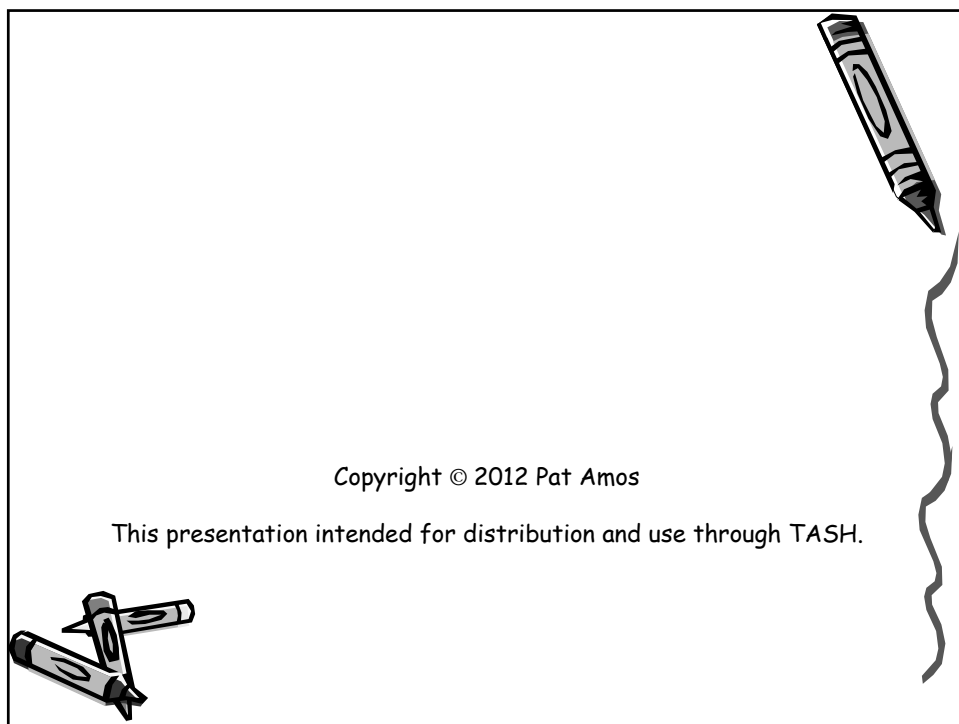 Copyright © 2012 Pat Amos
This presentation intended for distribution and use through TASH.